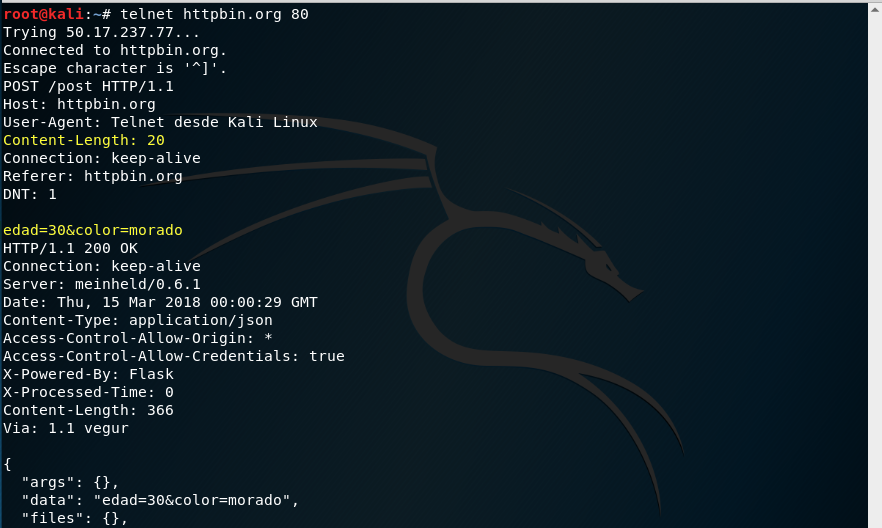 root@kali:~# telnet httpbin.org 80
Trying 50.17.237.77...
Connected to httpbin.org.
Escape character is '^]'.
POST /post HTTP/1.1
Host: httpbin.org
User-Agent: Telnet desde Kali Linux
Content-Length: 20
Connection: keep-alive
Referer: httpbin.org
DNT: 1

edad=30&color=morado
HTTP/1.1 200 OK
Connection: keep-alive
Server: meinheld/0.6.1
Date: Thu, 15 Mar 2018 00:00:29 GMT
Content-Type: application/json
Access-Control-Allow-Origin: *
Access-Control-Allow-Credentials: true
X-Powered-By: Flask
X-Processed-Time: 0
Content-Length: 366
Via: 1.1 vegur

{
  "args": {},
  "data": "edad=30&color=morado",
  "files": {},